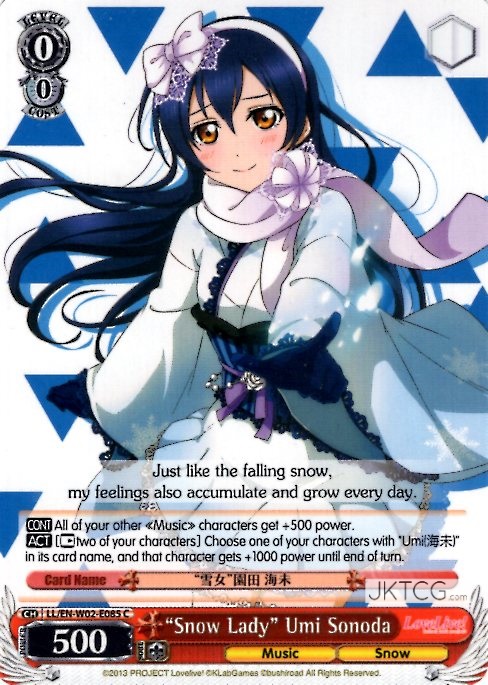 LEVEL
0
0
COST
Just like the falling snow,
my feelings also accumulate and grow every day.
CONT All of your other «Music» characters get +500 power.
ACT [two of your characters] Choose one of your characters with "Umi(海未)"
in its card name, and that character gets +1000 power until end of turn.
Card Name "雪女"園田 海未
JKTCG.com
CH LL/EN-W02-E065 C
POWER 500 SOUL
"Snow Lady" Umi Sonoda LoveLive!
Music Snow
©2013 PROJECT Lovelive! ©KLabGames ©bushiroad All Rights Reserved.